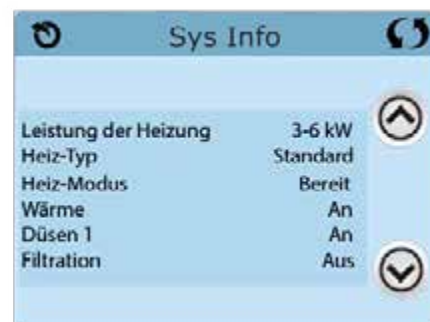 Sys Info
Leistung der Heizung 3-6 kW
Heiz-Typ Standard
Heiz-Modus Bereit
Wärme An
Düsen 1 An
Filtration Aus